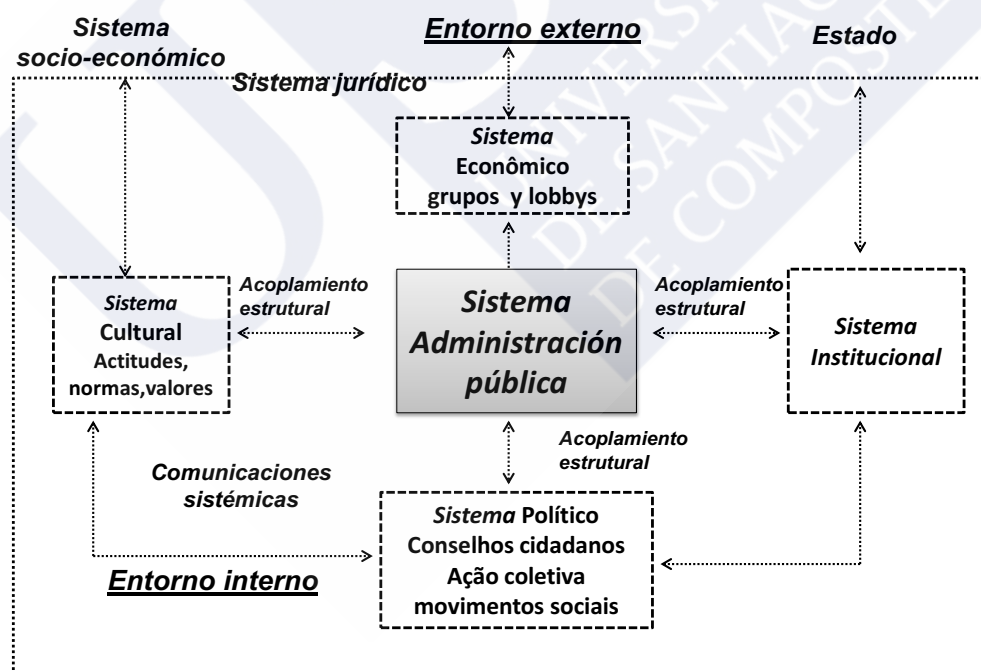 Sistema
socio-económico
Entorno externo
Estado
Sistema jurídico
Sistema
Econômico
grupos y lobbys
Sistema
Cultural
Actitudes,
normas,valores
Acoplamiento
estrutural
Sistema
Administración
pública
Acoplamiento
estrutural
Sistema
Institucional
Acoplamiento
estrutural
Comunicaciones
sistémicas
Sistema Político
Conselhos cidadanos
Ação coletiva
movimentos sociais
Entorno interno